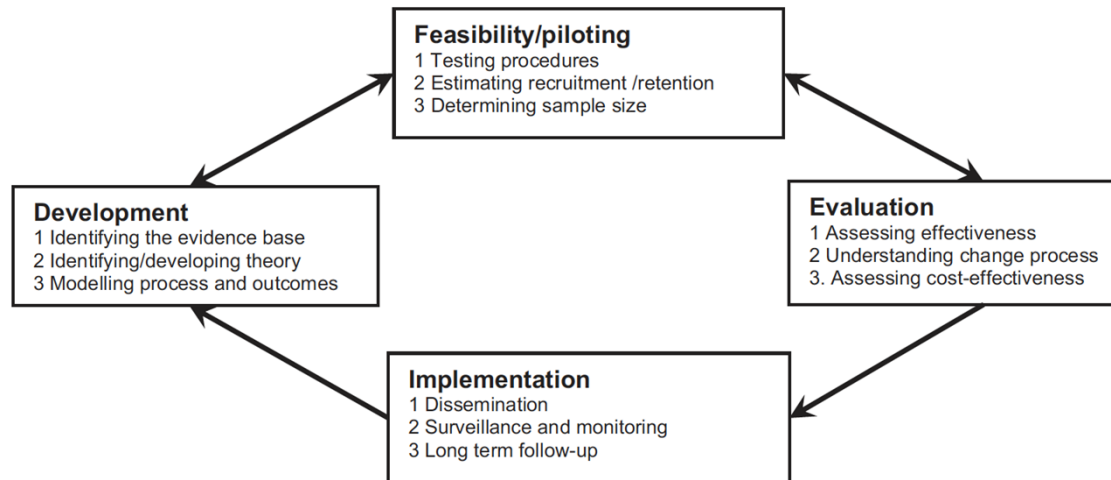 Feasibility/piloting
1 Testing procedures
2 Estimating recruitment /retention
3 Determining sample size
Development
1 Identifying the evidence base
2 Identifying/developing theory
3 Modelling process and outcomes
Evaluation
1 Assessing effectiveness
2 Understanding change process
3. Assessing cost-effectiveness
Implementation
1 Dissemination
2 Surveillance and monitoring
3 Long term follow-up